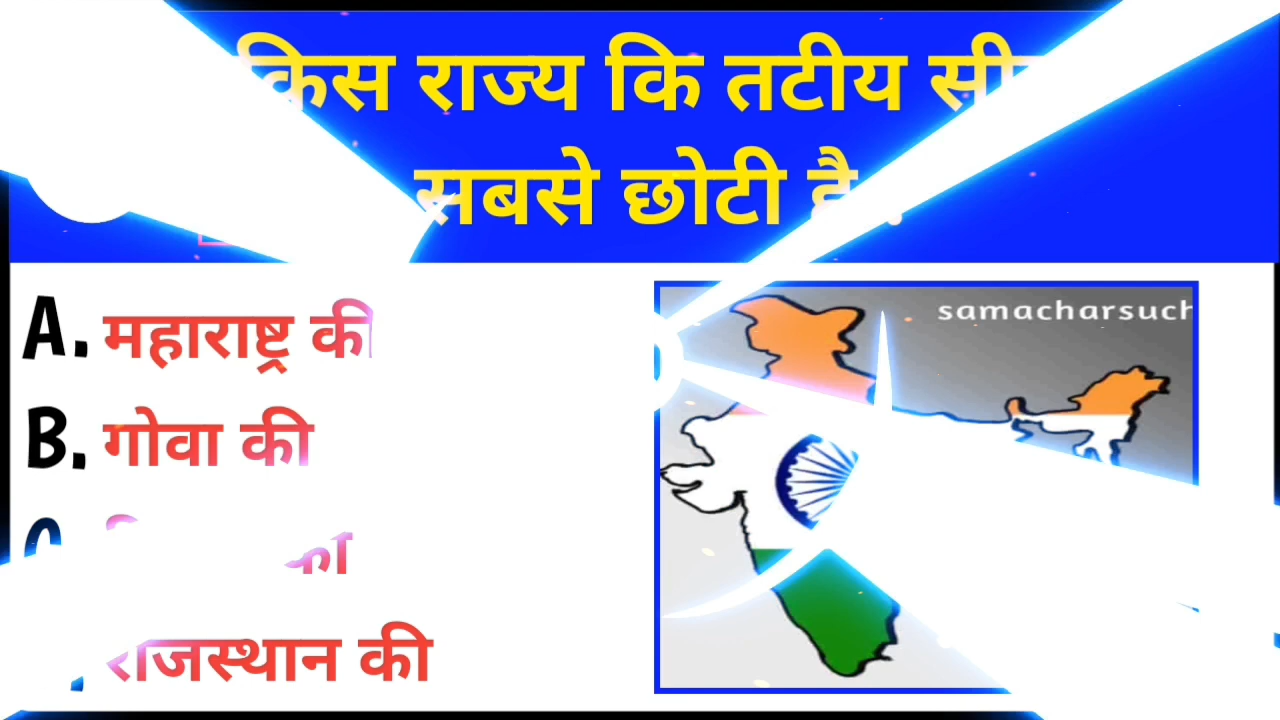 किस राज्य कि तटीय
सबसे छोटी है
A. महाराष्ट्र की
B. गोवा की
की
राजस्थान की
samacharsuch